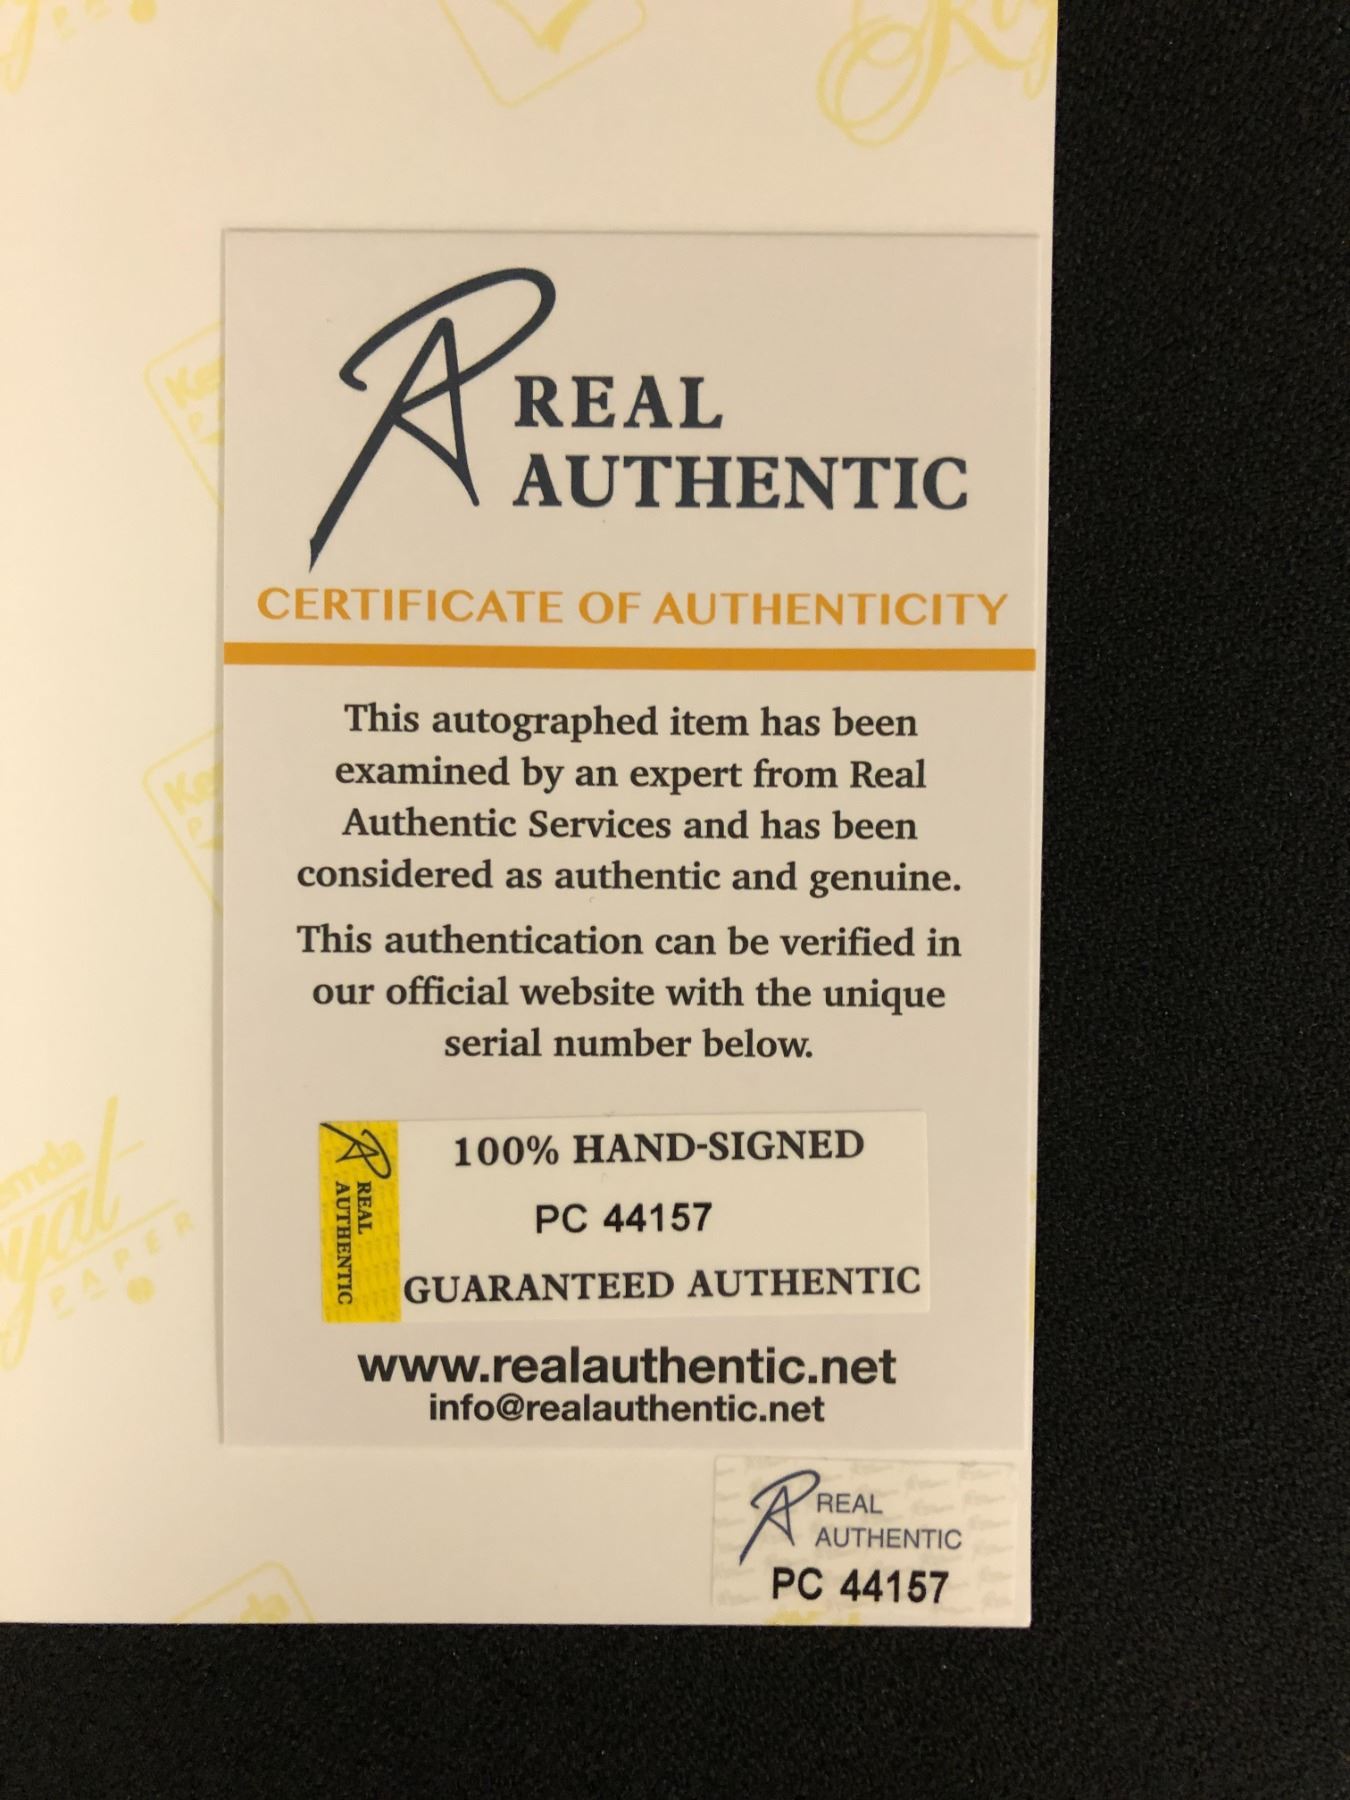 REAL
AUTHENTIC
CERTIFICATE OF AUTHENTICITY
This autographed item has been
examined by an expert from Real
Authentic Services and has been
considered as authentic and genuine.
This authentication can be verified in
our official website with the unique
serial number below.
REAL
AUTHENTIC
100% HAND-SIGNED
PC 44157
GUARANTEED AUTHENTIC
www.realauthentic.net
info@realauthentic.net
REAL
AUTHENTIC
PC 44157
PAPER